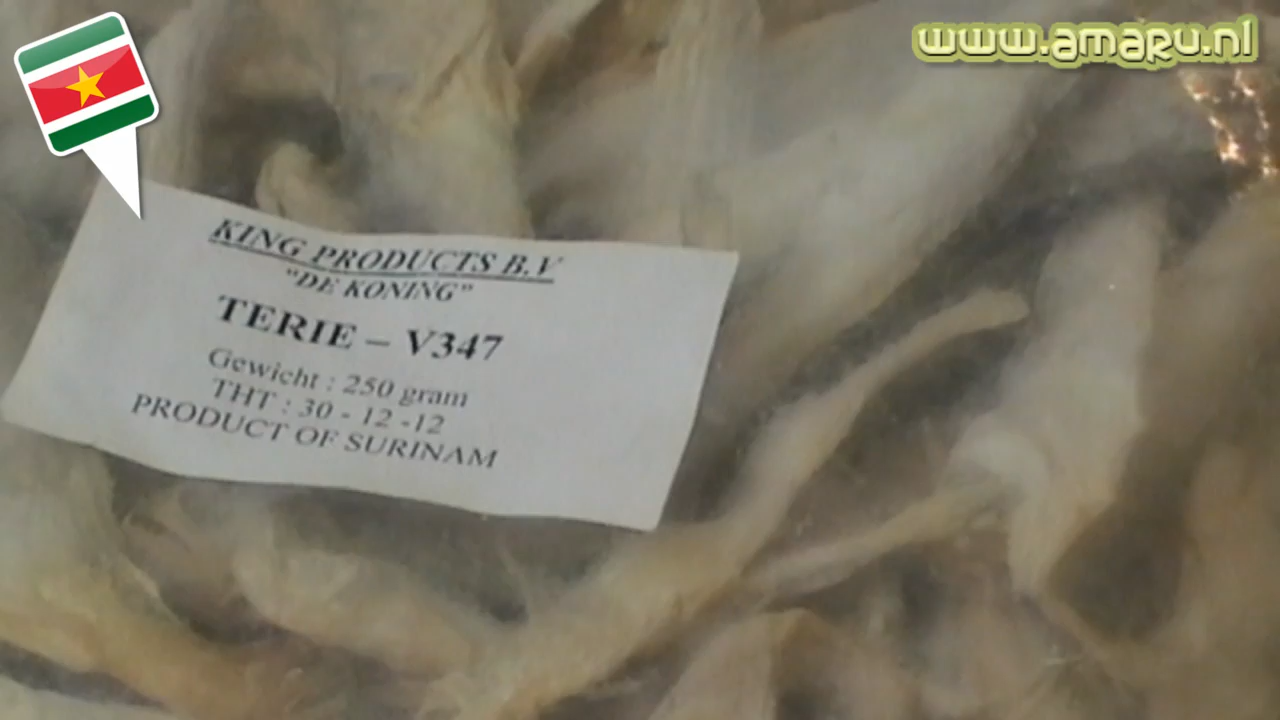 www.amaru.nl
KING PRODUCTS B.V
"DE KONING"
TERIE – V347
Gewicht : 250 gram
THT : 30 - 12 -12
PRODUCT OF SURINAM